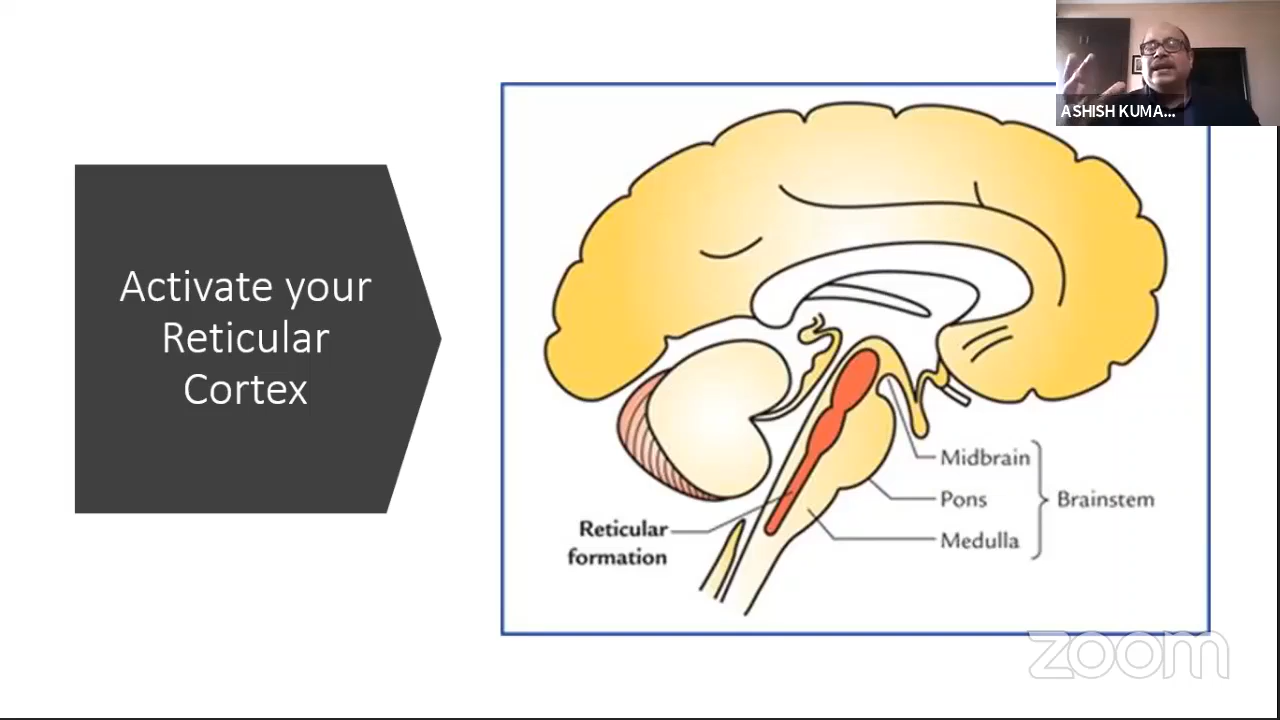 ASHISH KUMA...
Activate your
Reticular
Cortex
Midbrain
Pons
Brainstem
Medulla
Reticular
formation
zoom